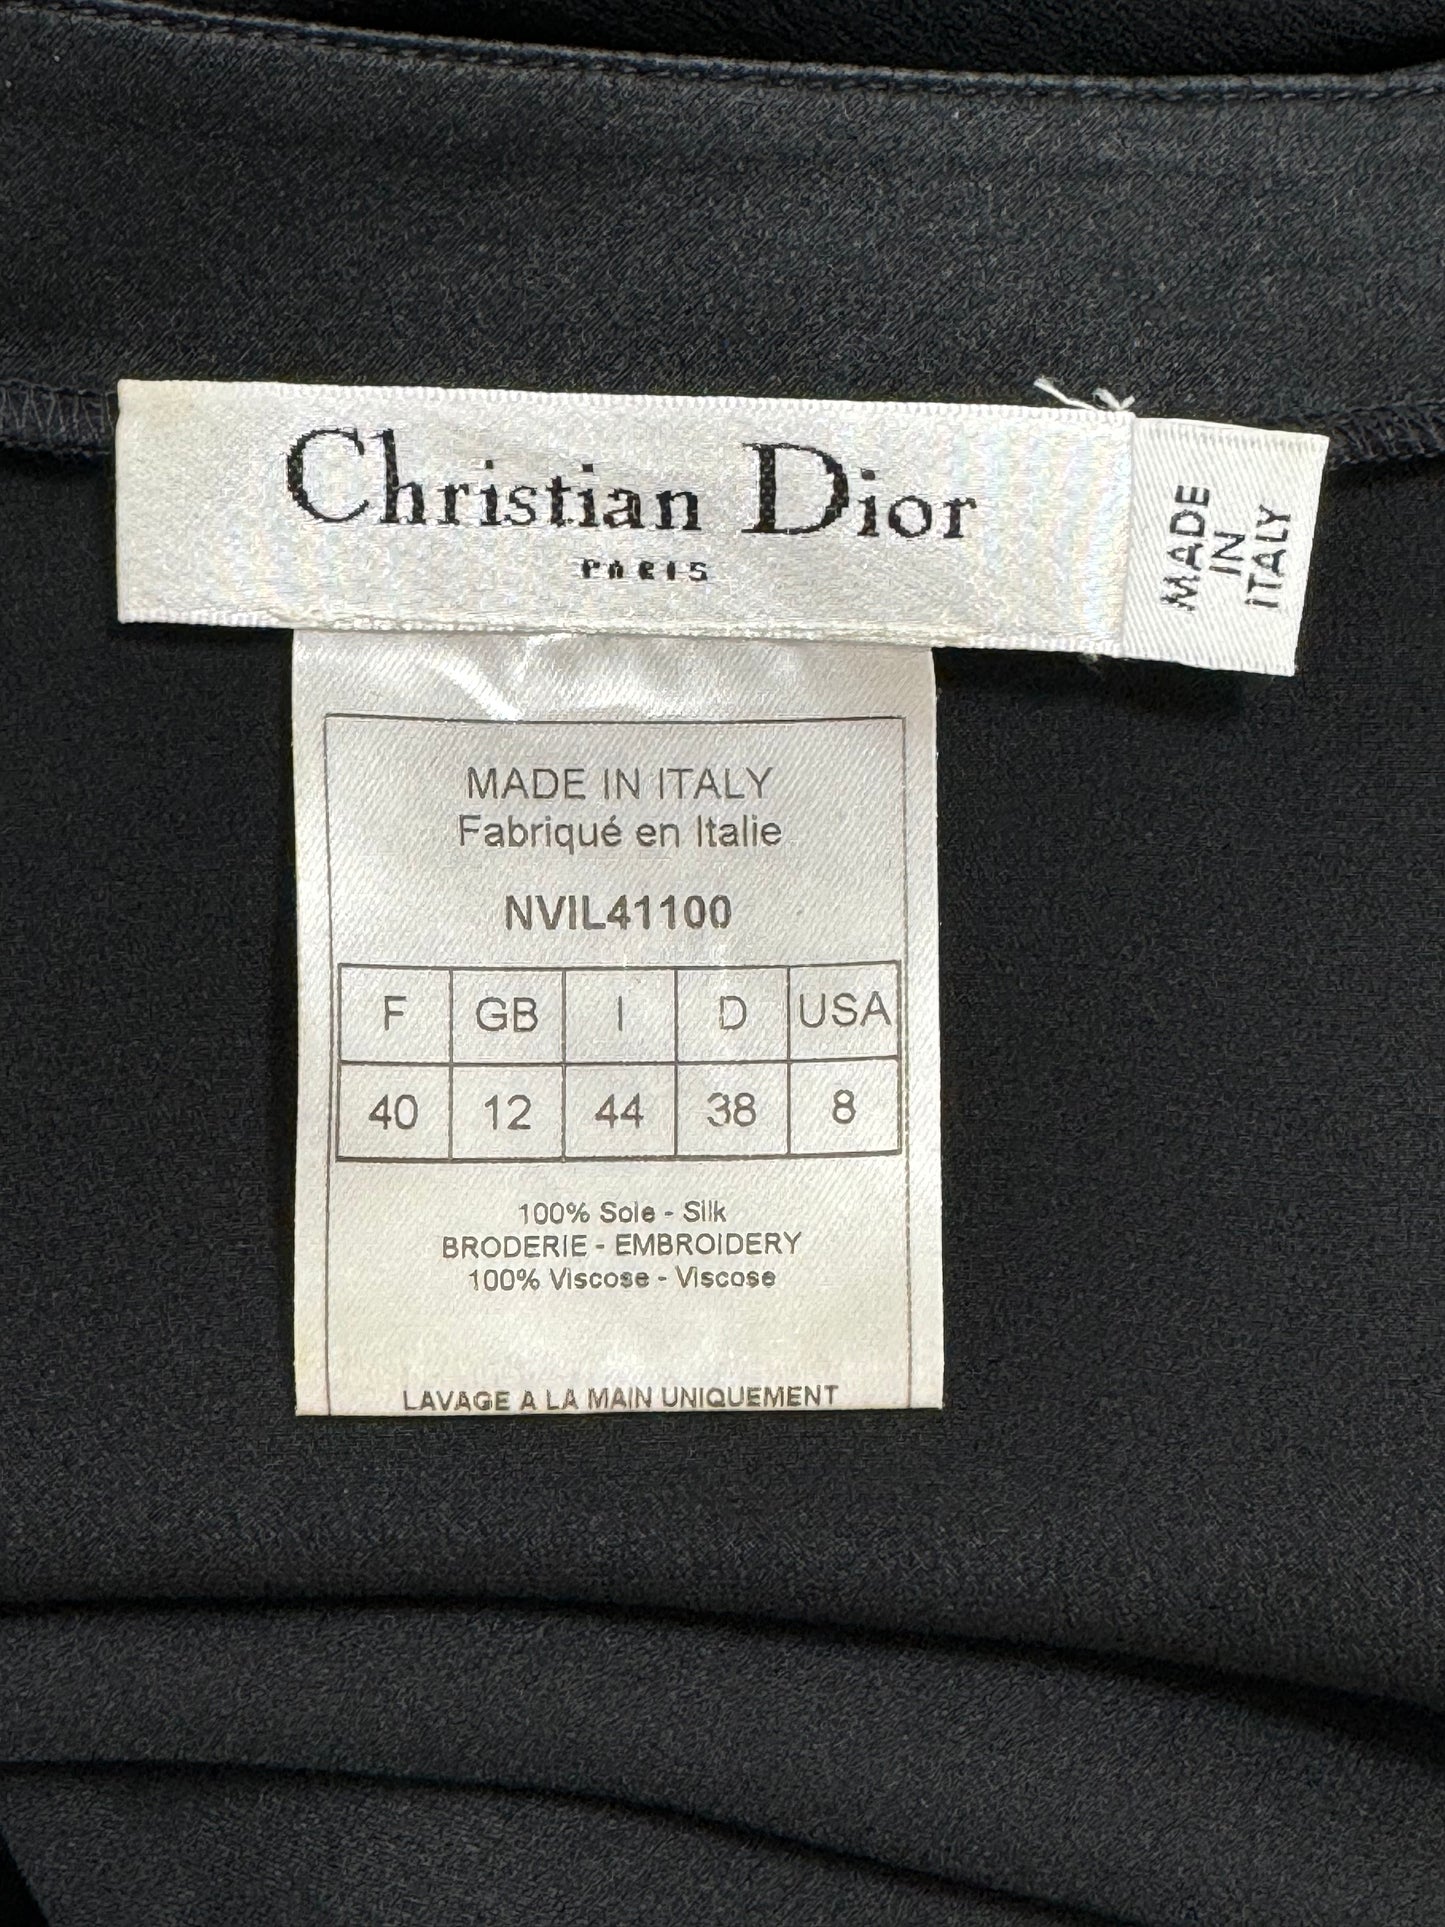 Christian Dior
PARIS
MADE
IN
ITALY
MADE IN ITALY
Fabriqué en Italie
NVIL41100
F GB I D USA
40 12 44 38 8
100% Soie - Silk
BRODERIE - EMBROIDERY
100% Viscose - Viscose
LAVAGE A LA MAIN UNIQUEMENT